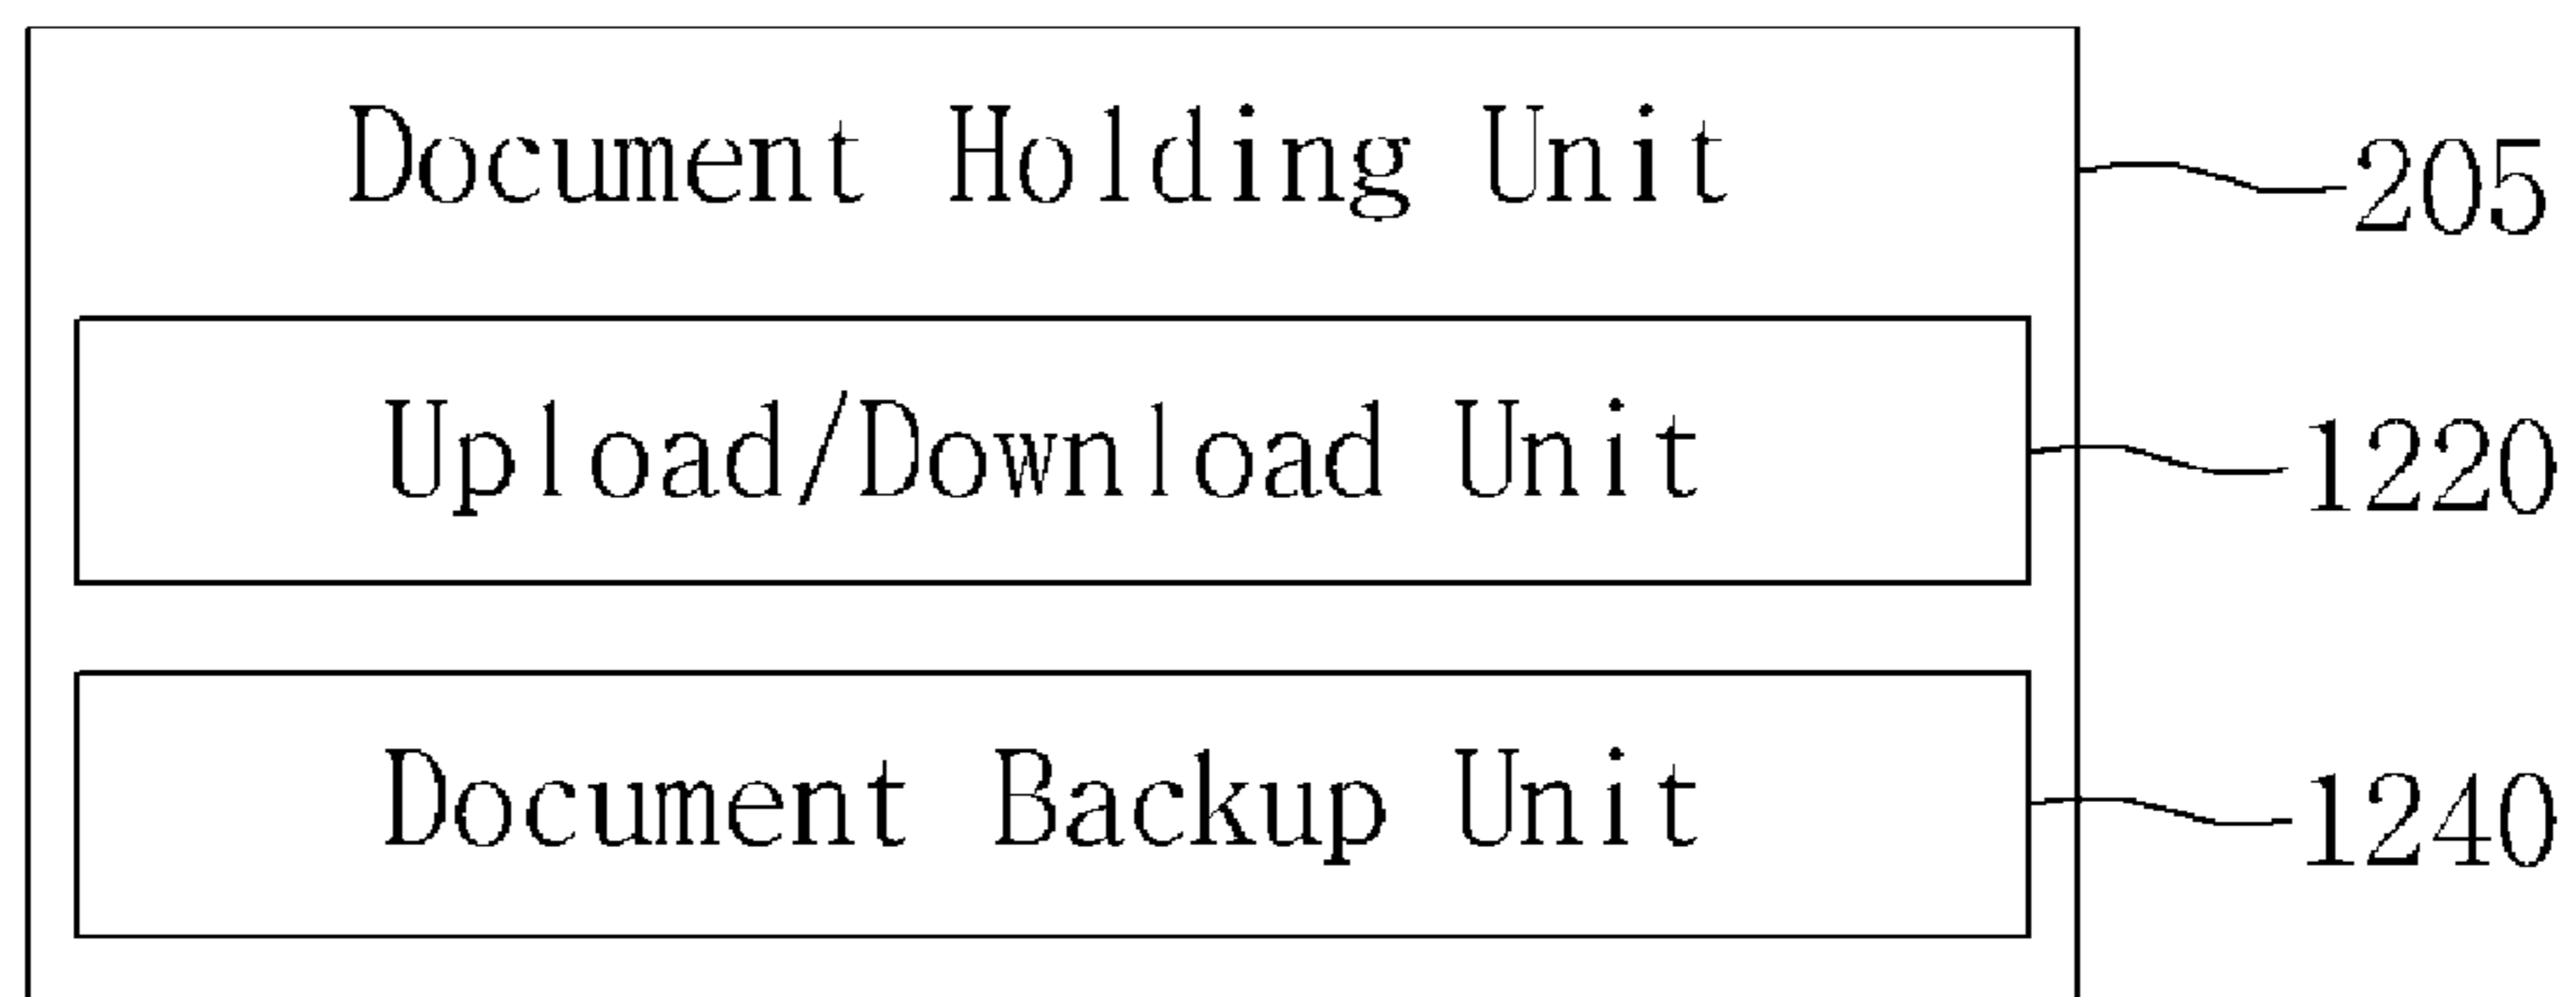 Document Holding Unit
205
Upload/Download Unit
1220
Document Backup Unit
1240